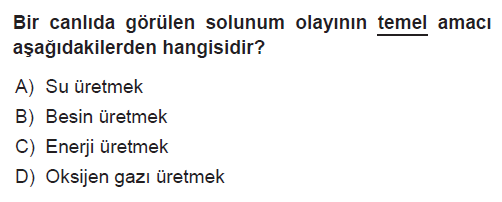 Bir canlıda görülen solunum olayının temel amacı
aşağıdakilerden hangisidir?
A) Su üretmek
B) Besin üretmek
C) Enerji üretmek
D) Oksijen gazı üretmek